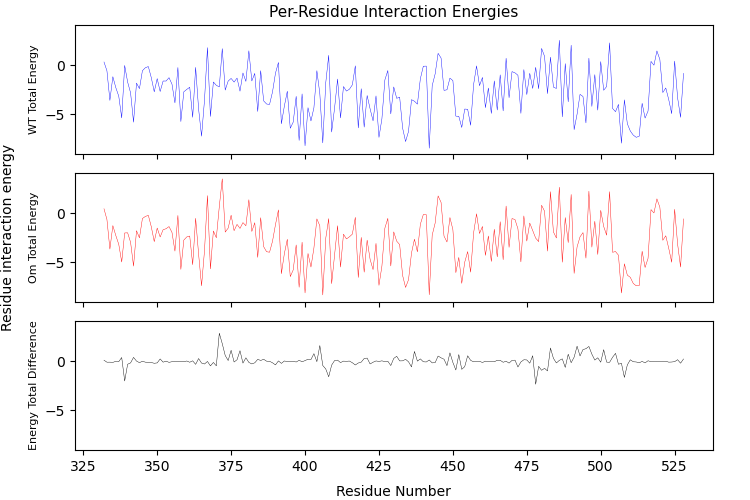 Per-Residue Interaction Energies
Residue interaction energy
WT Total Energy
0
−5
Om Total Energy
0
−5
Energy Total Difference
0
−5
325 350 375 400 425 450 475 500 525
Residue Number